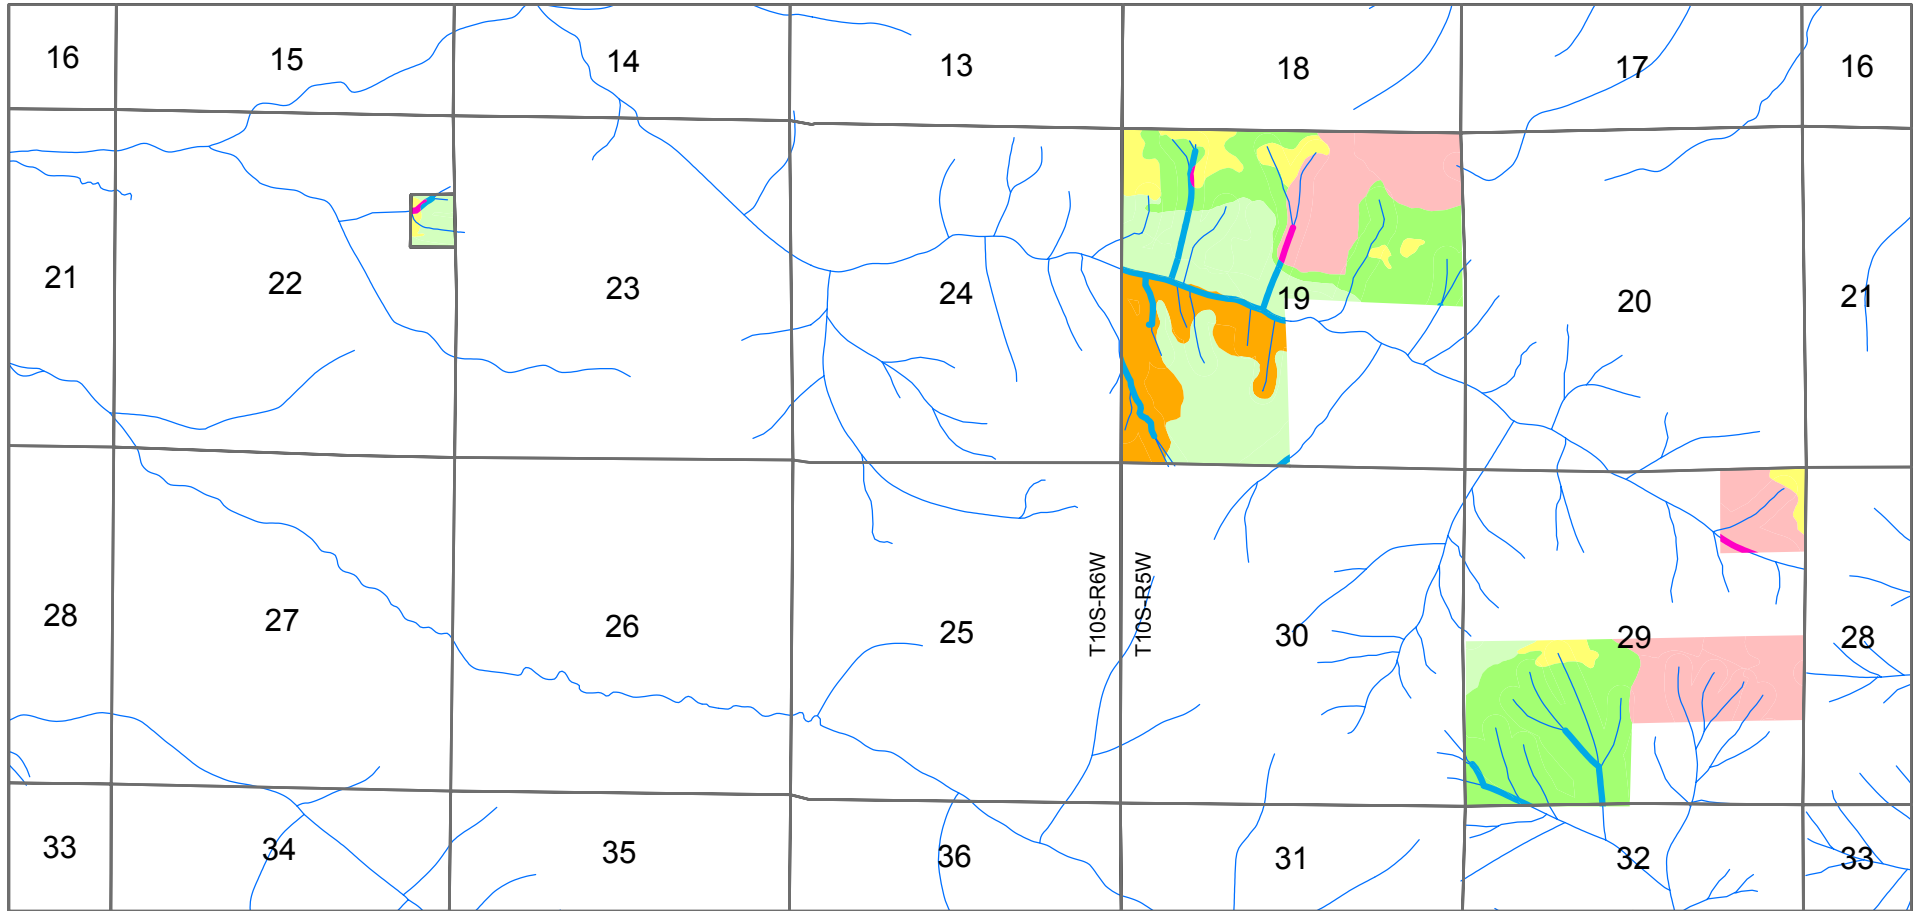 16 15 14 13 18 17 16
21 22 23 24 19 20 21
28 27 26 25 T10S-R6W T10S-R5W 30 29 28
33 34 35 36 31 32 33